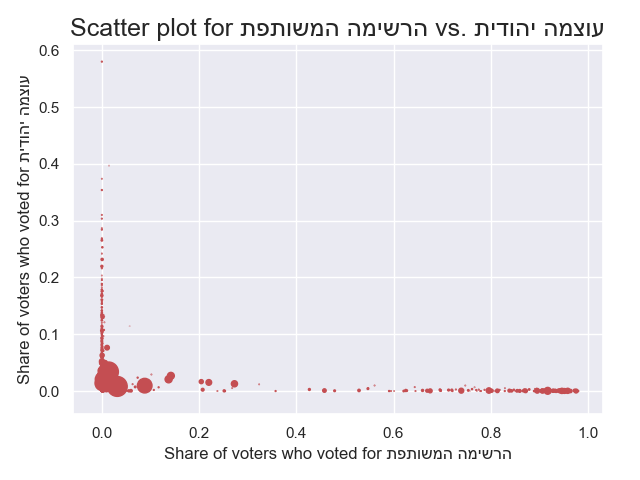 Scatter plot for הרשימה המשותפת vs. עוצמה יהודית
0.6
0.5
0.4
0.3
0.2
0.1
0.0
Share of voters who voted for עוצמה יהודית
0.0 0.2 0.4 0.6 0.8 1.0
Share of voters who voted for הרשימה המשותפת